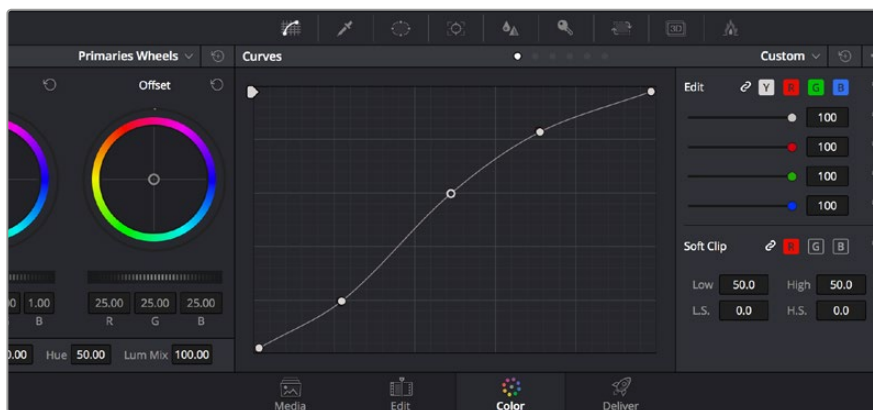 3D
Primaries Wheels
Curves
Custom
Offset
Edit Y R G B
100
100
100
100
Soft Clip R G B
1.00 25.00 25.00 25.00
B R G B
Low 50.0 High 50.0
L.S. 0.0 H.S. 0.0
Hue 50.00 Lum Mix 100.00
Media Edit Color Deliver